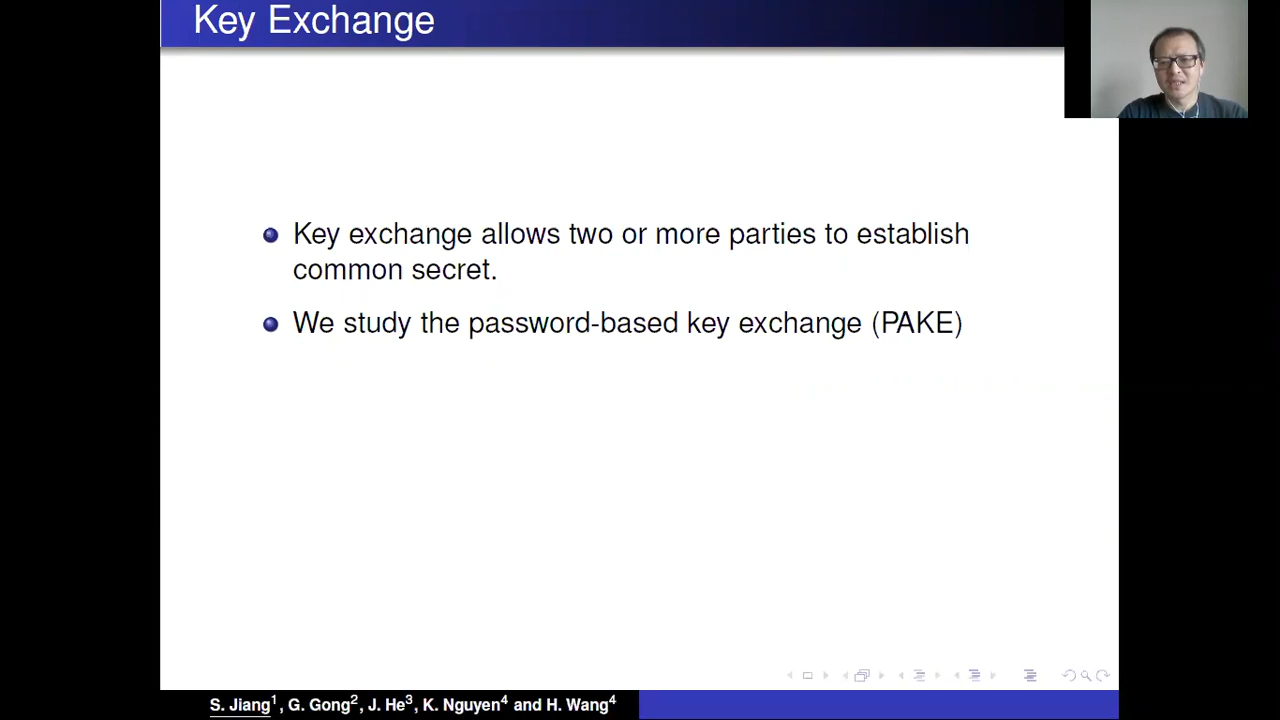 Key Exchange
Key exchange allows two or more parties to establish
common secret.
We study the password-based key exchange (PAKE)
S. Jiang1, G. Gong2, J. He3, K. Nguyen4 and H. Wang4